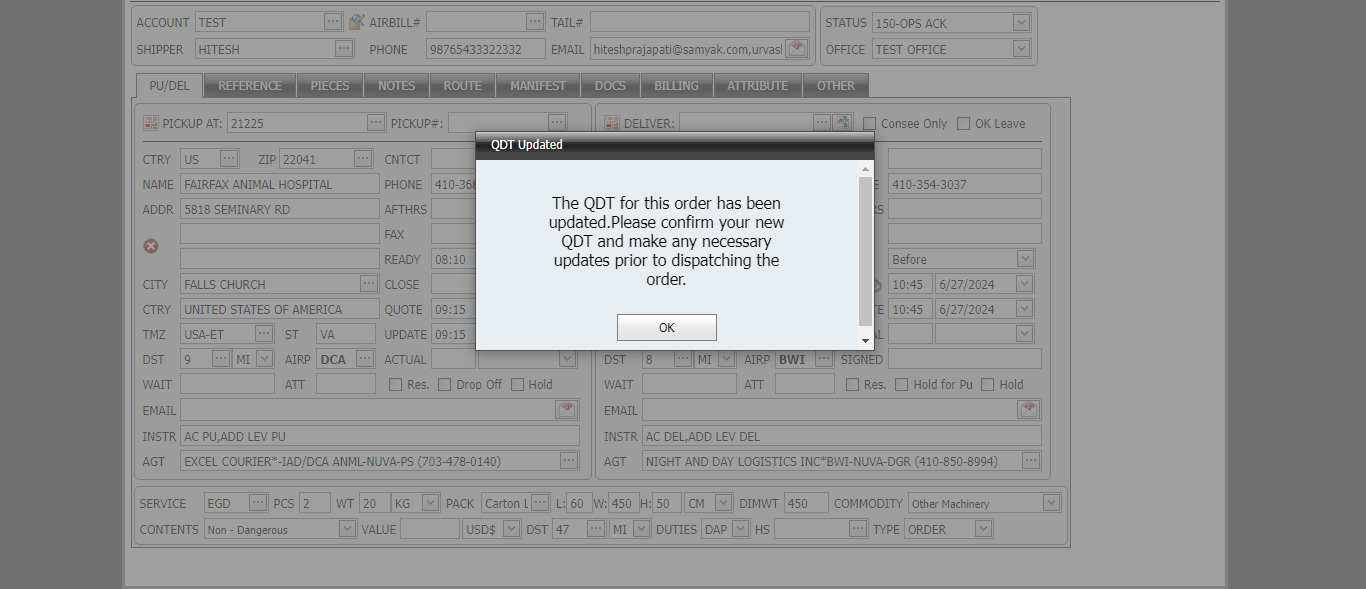 ACCOUNT TEST AIRBILL# TAIL# STATUS 150-OPS ACK
SHIPPER HITESH PHONE 98765433322332 EMAIL hiteshprajapati@samyak.com,urvasl OFFICE TEST OFFICE
PU/DEL REFERENCE PIECES NOTES ROUTE MANIFEST DOCS BILLING ATTRIBUTE OTHER
PICKUP AT: 21225 PICKUP#: DELIVER: Consee Only OK Leave
QDT Updated
The QDT for this order has been
updated.Please confirm your new
QDT and make any necessary
updates prior to dispatching the
order.
OK
CTRY US ZIP 22041 CNTCT
NAME FAIRFAX ANIMAL HOSPITAL PHONE 410-368 E 410-354-3037
ADDR 5818 SEMINARY RD AFTHRS RS
FAX
READY 08:10 Before
CITY FALLS CHURCH CLOSE 10:45 6/27/2024
CTRY UNITED STATES OF AMERICA QUOTE 09:15 TE 10:45 6/27/2024
TMZ USA-ET ST VA UPDATE 09:15 AL
DST 9 MI AIRP DCA ACTUAL DST 8 MI AIRP BWI SIGNED
WAIT ATT Res. Drop Off Hold WAIT ATT Res. Hold for Pu Hold
EMAIL EMAIL
INSTR AC PU,ADD LEV PU INSTR AC DEL,ADD LEV DEL
AGT EXCEL COURIER*-IAD/DCA ANML-NUVA-PS (703-478-0140) AGT NIGHT AND DAY LOGISTICS INC*BWI-NUVA-DGR (410-850-8994)
SERVICE EGD PCS 2 WT 20 KG PACK Carton L L: 60 W: 450 H: 50 CM DIMWT 450 COMMODITY Other Machinery
CONTENTS Non - Dangerous VALUE USD$ DST 47 MI DUTIES DAP HS TYPE ORDER